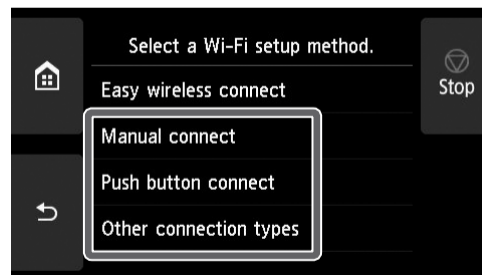 Select a Wi-Fi setup method.
Easy wireless connect
Stop
Manual connect
Push button connect
Other connection types